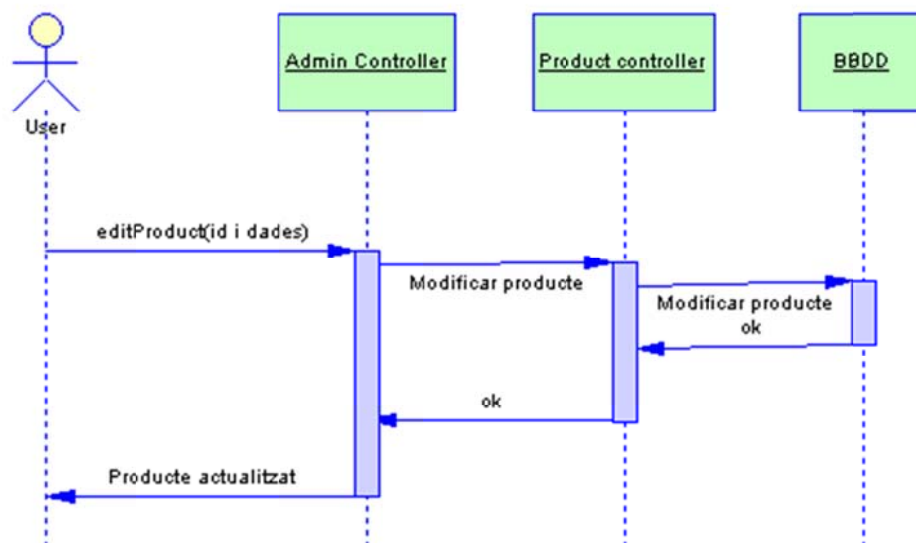 Admin Controller
Product controller
BBDD
User
editProduct(id i dades)
Modificar producte
Modificar producte
ok
ok
Producte actualitzat